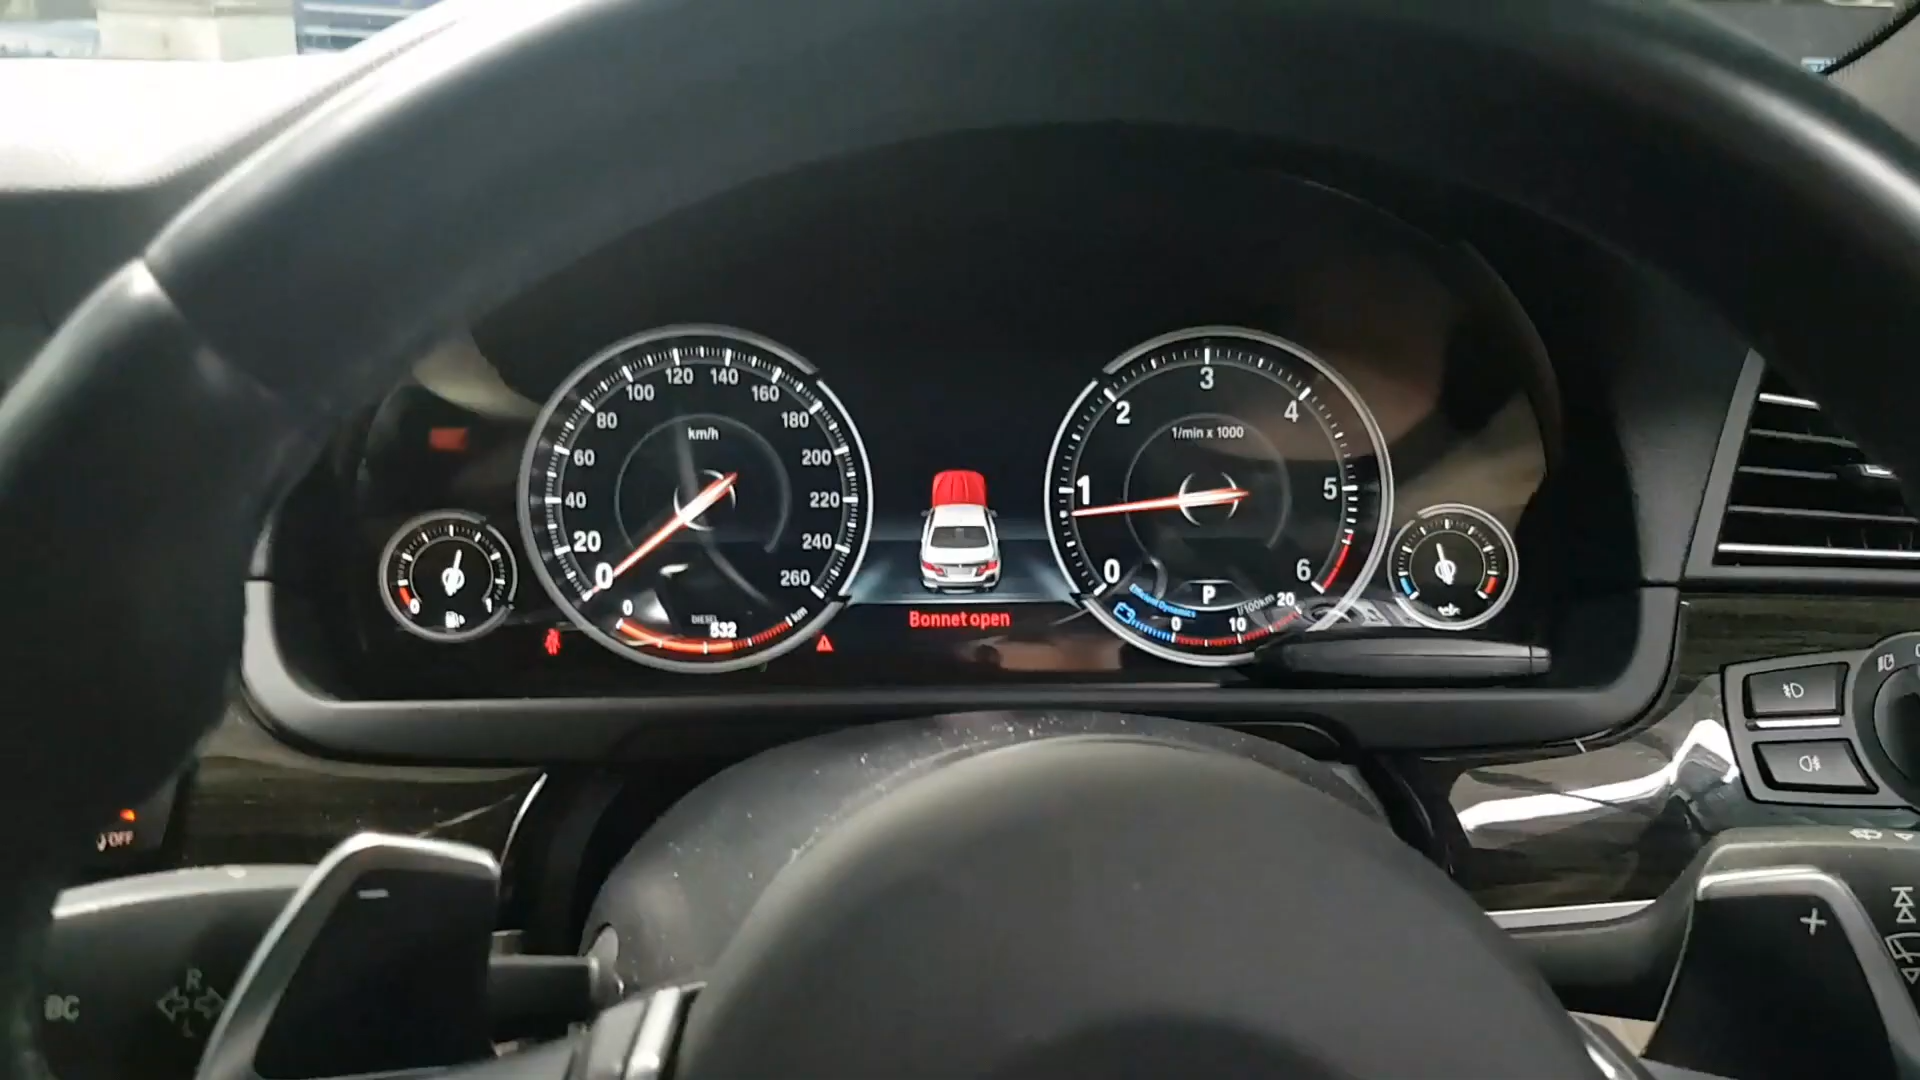 km/h
0
20
40
60
80
100
120
140
160
180
200
220
240
260
0 DIESEL 532 km
0 1
Bonnet open
1/min x 1000
0
1
2
3
4
5
6
P
Efficient Dynamics
l/100km
0 10 20
OFF
−
+
BC
R
L